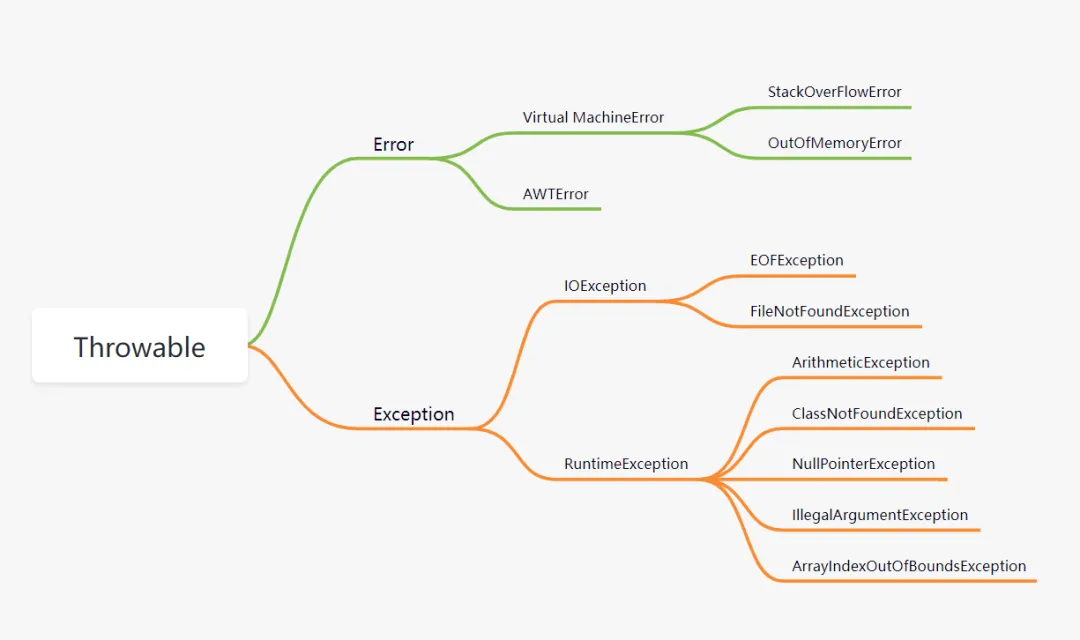 Throwable
Error
Virtual MachineError
StackOverFlowError
OutOfMemoryError
AWTError
Exception
IOException
EOFException
FileNotFoundException
RuntimeException
ArithmeticException
ClassNotFoundException
NullPointerException
IllegalArgumentException
ArrayIndexOutOfBoundsException